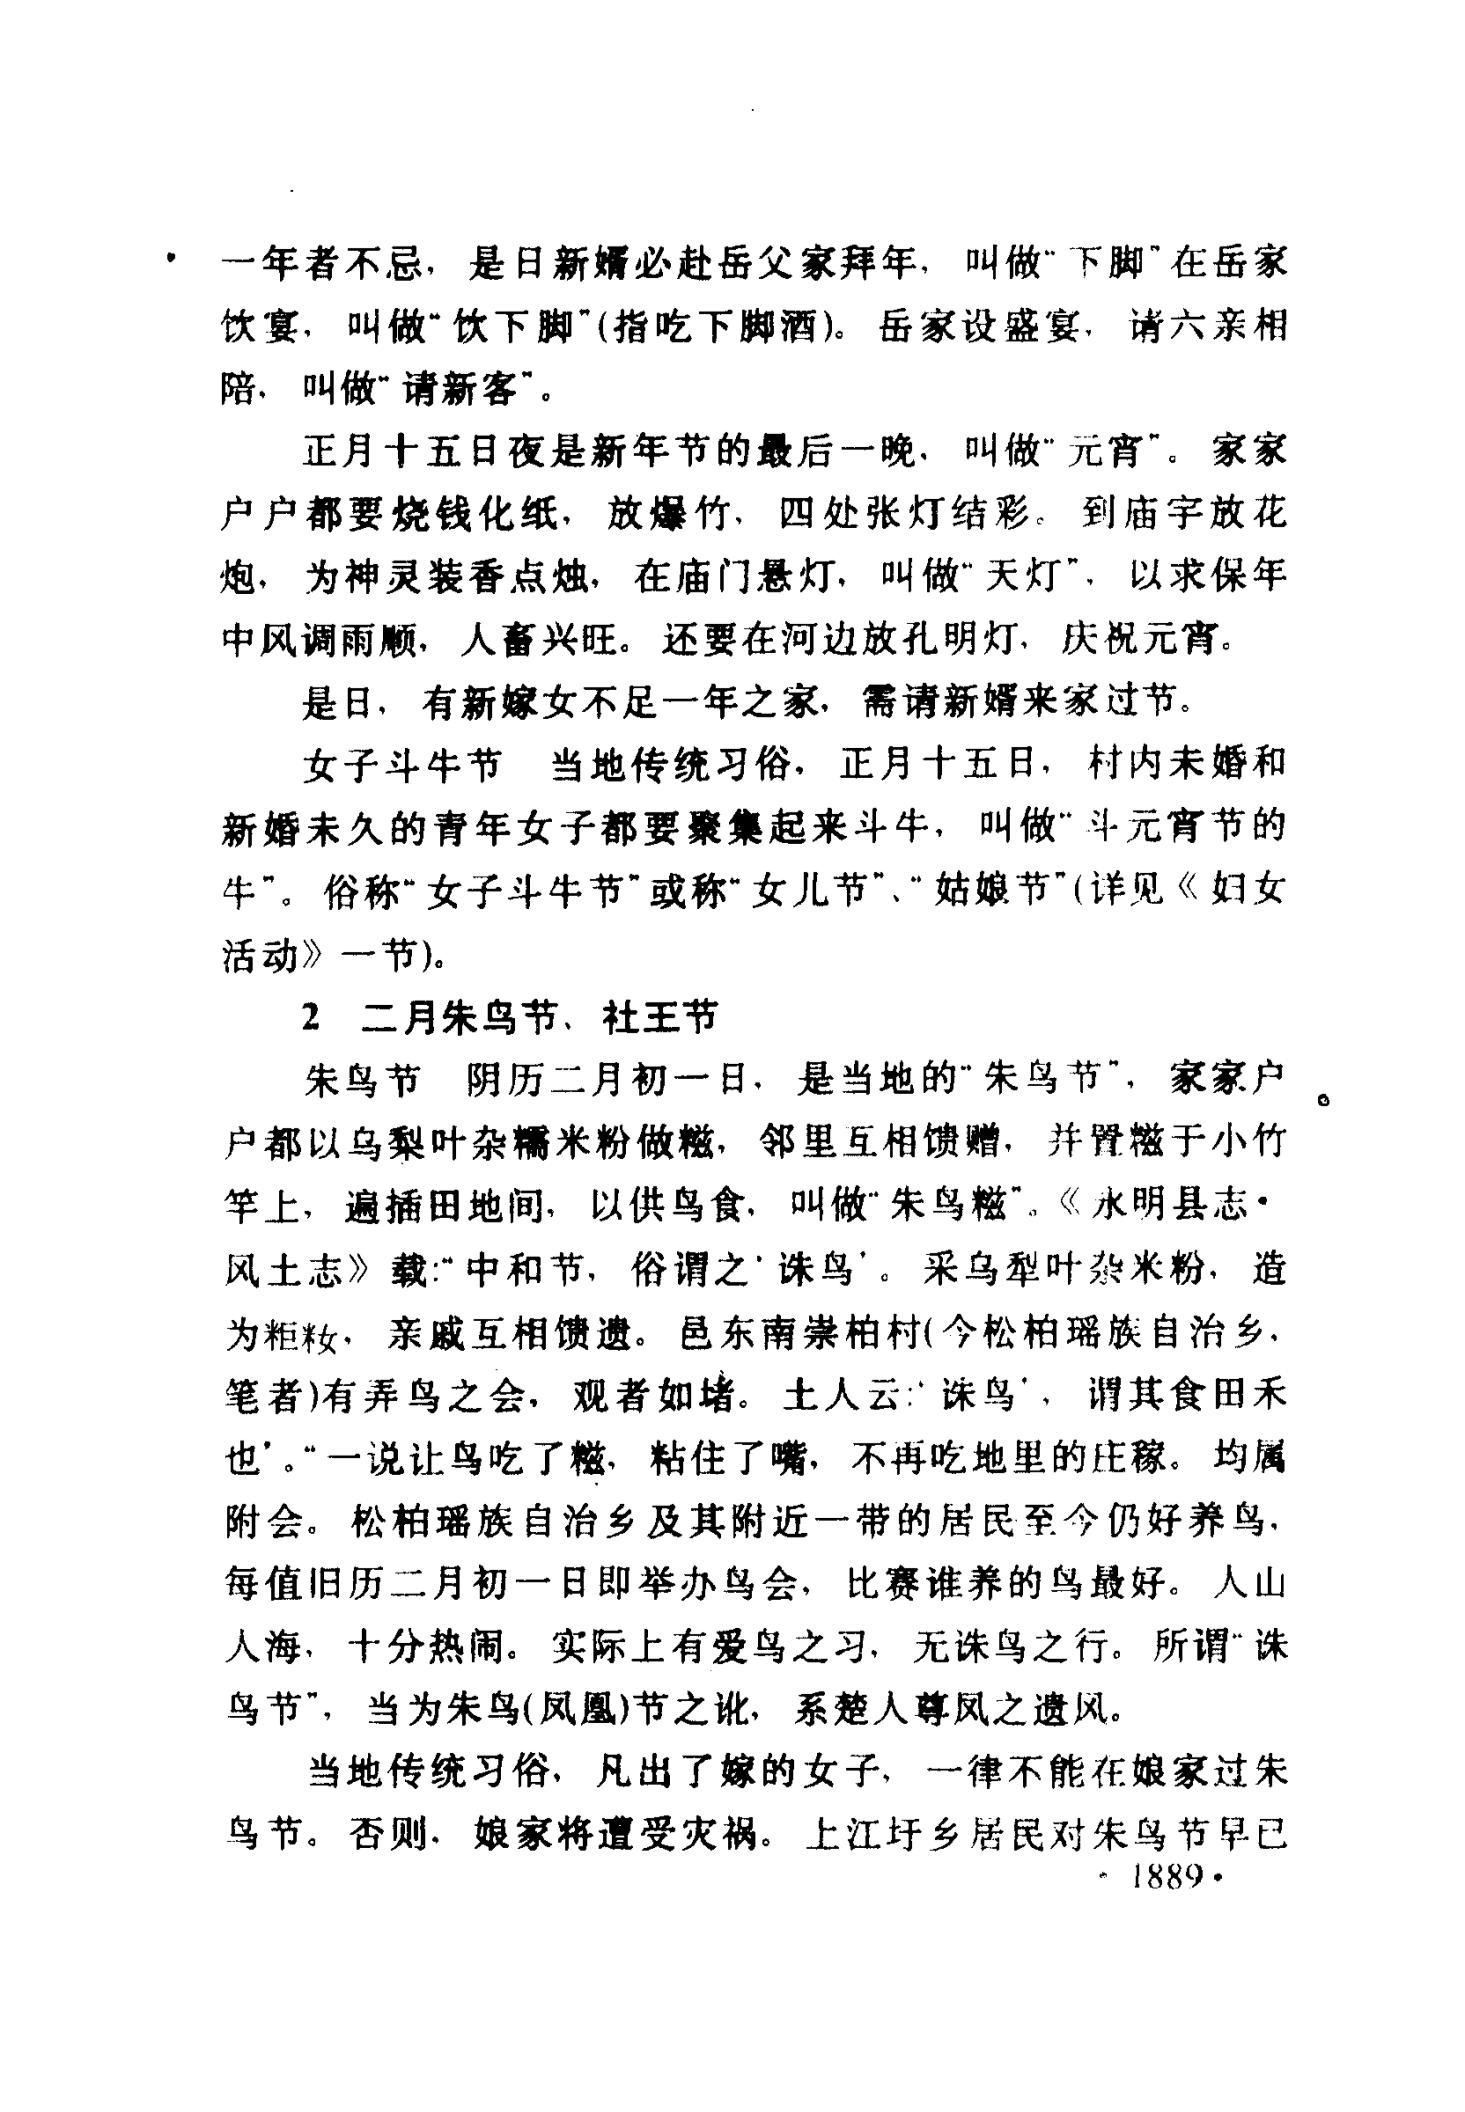 一年者不忌，是日新婿必赴岳父家拜年，叫做“下脚”在岳家
饮宴，叫做“饮下脚”(指吃下脚酒)。岳家设盛宴，请六亲相
陪，叫做“请新客”。
正月十五日夜是新年节的最后一晚，叫做“元宵”。家家
户户都要烧钱化纸，放爆竹，四处张灯结彩。到庙宇放花
炮，为神灵装香点烛，在庙门悬灯，叫做“天灯”，以求保年
中风调雨顺，人畜兴旺。还要在河边放孔明灯，庆祝元宵。
是日，有新嫁女不足一年之家，需请新婿来家过节。
女子斗牛节　当地传统习俗，正月十五日，村内未婚和
新婚未久的青年女子都要聚集起来斗牛，叫做“斗元宵节的
牛”。俗称“女子斗牛节”或称“女儿节”、“姑娘节”(详见《妇女
活动》一节)。
2　二月朱鸟节、社王节
朱鸟节　阴历二月初一日，是当地的“朱鸟节”，家家户
户都以乌梨叶杂糯米粉做糍，邻里互相馈赠，并置糍于小竹
竿上，遍插田地间，以供鸟食，叫做“朱鸟糍”。《永明县志·
风土志》载：“中和节，俗谓之‘诛鸟’。采乌犁叶杂米粉，造
为粔籹，亲戚互相馈遗。邑东南崇柏村(今松柏瑶族自治乡，
笔者)有弄鸟之会，观者如堵。土人云：‘诛鸟’，谓其食田禾
也’。“一说让鸟吃了糍，粘住了嘴，不再吃地里的庄稼。均属
附会。松柏瑶族自治乡及其附近一带的居民至今仍好养鸟，
每值旧历二月初一日即举办鸟会，比赛谁养的鸟最好。人山
人海，十分热闹。实际上有爱鸟之习，无诛鸟之行。所谓“诛
鸟节”，当为朱鸟(凤凰)节之讹，系楚人尊凤之遗风。
当地传统习俗，凡出了嫁的女子，一律不能在娘家过朱
鸟节。否则，娘家将遭受灾祸。上江圩乡居民对朱鸟节早已
·1889·